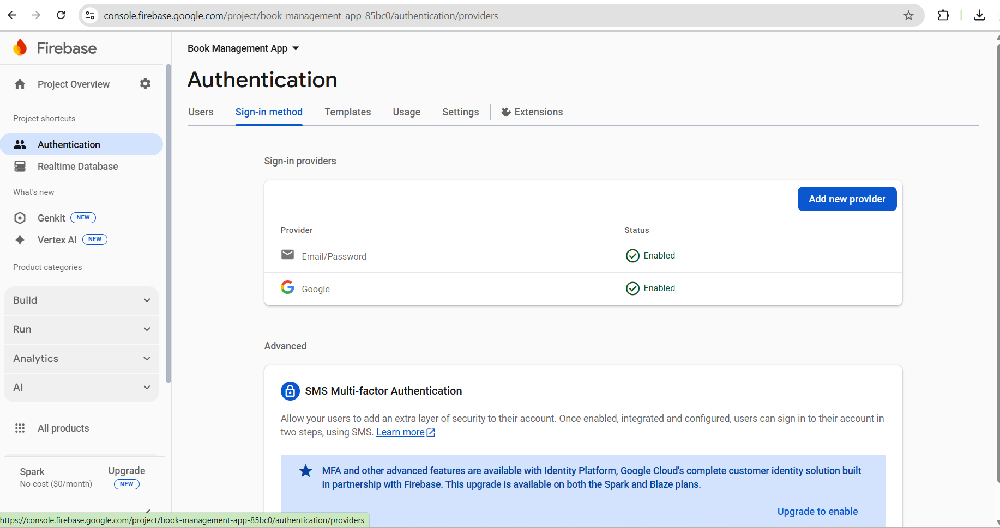 console.firebase.google.com/project/book-management-app-85bc0/authentication/providers
Firebase
Project Overview
Project shortcuts
Authentication
Realtime Database
What's new
Genkit NEW
Vertex AI NEW
Product categories
Build
Run
Analytics
AI
All products
Spark
No-cost ($0/month)
Upgrade
NEW
Book Management App
Authentication
Users Sign-in method Templates Usage Settings Extensions
Sign-in providers
Add new provider
Provider Status
Email/Password Enabled
Google Enabled
Advanced
SMS Multi-factor Authentication
Allow your users to add an extra layer of security to their account. Once enabled, integrated and configured, users can sign in to their account in
two steps, using SMS. Learn more
MFA and other advanced features are available with Identity Platform, Google Cloud's complete customer identity solution built
in partnership with Firebase. This upgrade is available on both the Spark and Blaze plans.
Upgrade to enable
https://console.firebase.google.com/project/book-management-app-85bc0/authentication/providers